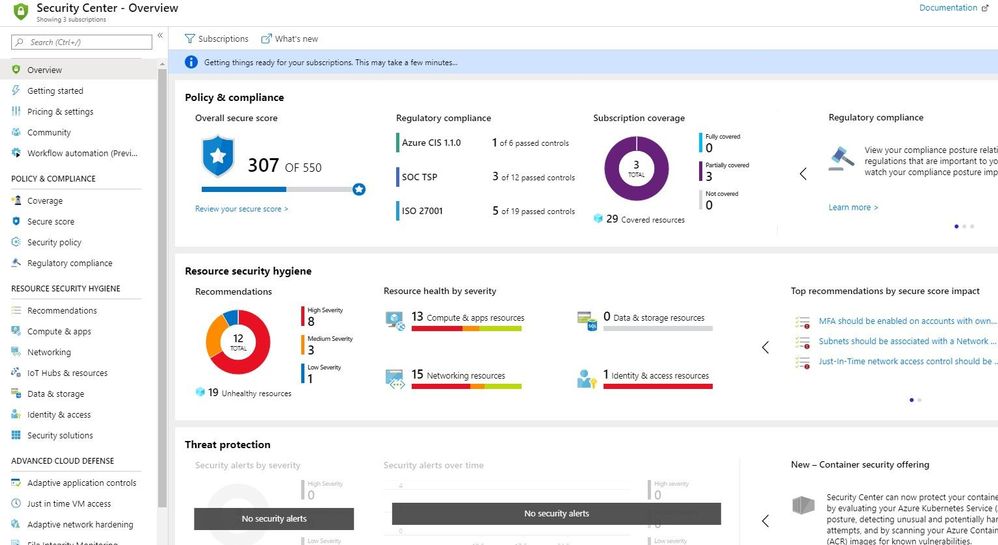 Security Center - Overview
Showing 3 subscriptions
Documentation
Search (Ctrl+/)
«
Overview
Getting started
Pricing & settings
Community
Workflow automation (Previ...
POLICY & COMPLIANCE
Coverage
Secure score
Security policy
Regulatory compliance
RESOURCE SECURITY HYGIENE
Recommendations
Compute & apps
Networking
IoT Hubs & resources
Data & storage
Identity & access
Security solutions
ADVANCED CLOUD DEFENSE
Adaptive application controls
Just in time VM access
Adaptive network hardening
File Integrity Monitoring
Subscriptions
What's new
Getting things ready for your subscriptions. This may take a few minutes...
Policy & compliance
Overall secure score
307 OF 550
Review your secure score >
Regulatory compliance
Azure CIS 1.1.0 1 of 6 passed controls
SOC TSP 3 of 12 passed controls
ISO 27001 5 of 19 passed controls
Subscription coverage
3
TOTAL
Fully covered
0
Partially covered
3
Not covered
0
29 Covered resources
Regulatory compliance
View your compliance posture relati
regulations that are important to yo
watch your compliance posture imp
Learn more >
Resource security hygiene
Recommendations
12
TOTAL
High Severity
8
Medium Severity
3
Low Severity
1
19 Unhealthy resources
Resource health by severity
13 Compute & apps resources
0 Data & storage resources
SQL
15 Networking resources
1 Identity & access resources
Top recommendations by secure score impact
MFA should be enabled on accounts with own...
Subnets should be associated with a Network ...
Just-In-Time network access control should be ...
Threat protection
Security alerts by severity
High Severity
0
No security alerts
Low Severity
Security alerts over time
4
0
High Severity
0
No security alerts
Low Severity
New – Container security offering
Security Center can now protect your containe
by evaluating your Azure Kubernetes Service (A
posture, detecting unusual and potentially har
attempts, and by scanning your Azure Contain
(ACR) images for known vulnerabilities.